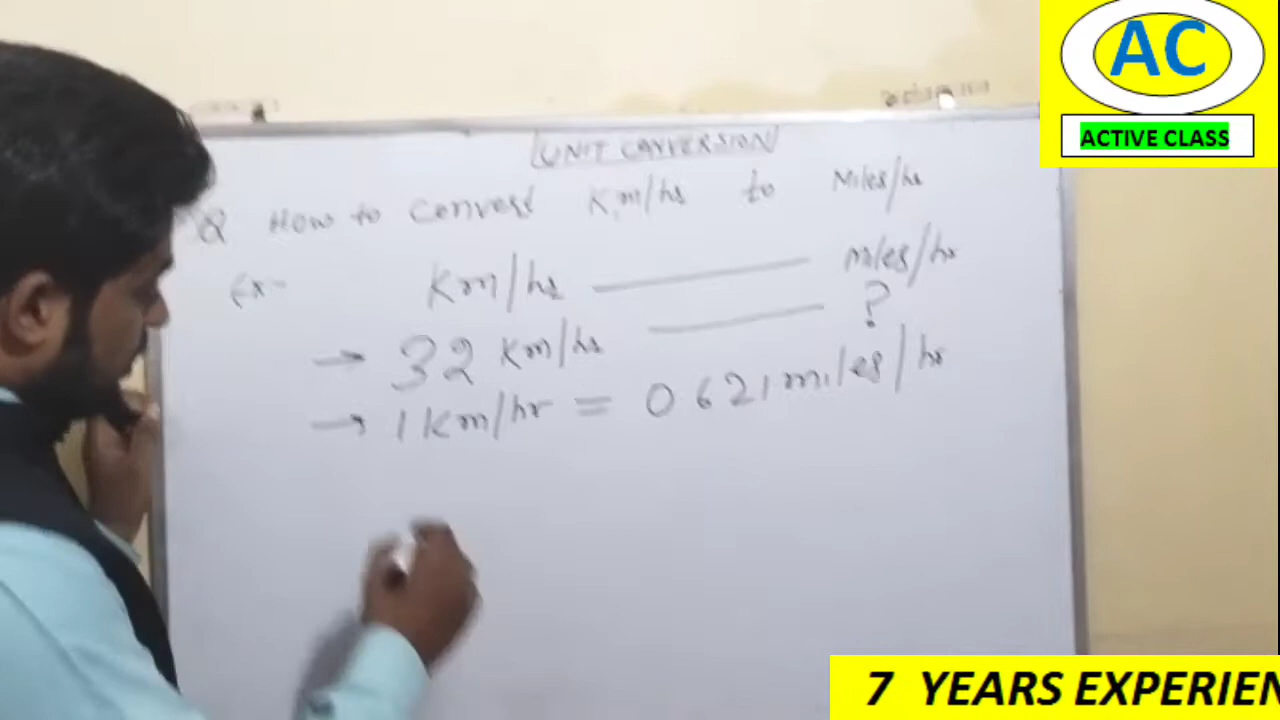 AC
ACTIVE CLASS
UNIT CONVERSION
Q How to convert Km/hr to Miles/hr
Ex-
Km/hr miles/hr
→ 32 Km/hr ?
→ 1 Km/hr = 0.621 miles/hr
7 YEARS EXPERIEN